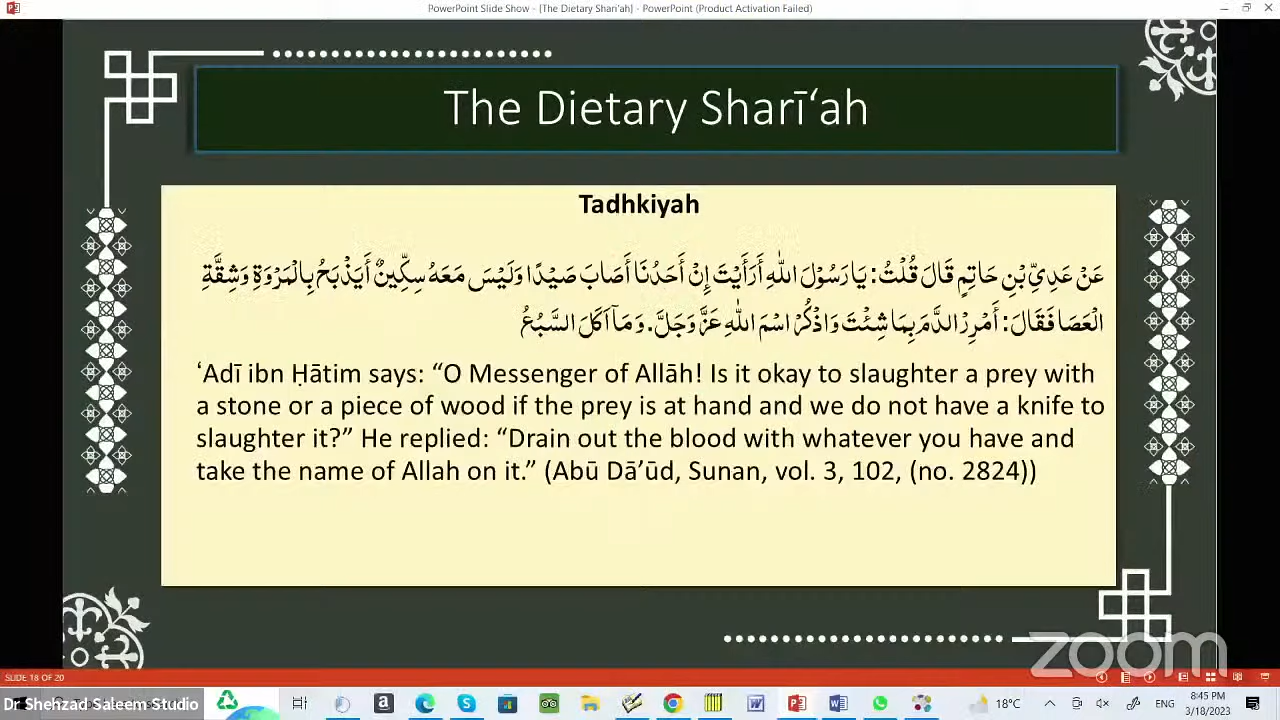 PowerPoint Slide Show - [The Dietary Shari'ah] - PowerPoint (Product Activation Failed)
The Dietary Sharī‘ah
Tadhkiyah
عَنْ عَدِىِّ بْنِ حَاتِمٍ قَالَ قُلْتُ: يَا رَسُوْلَ اللهِ أَرَأَيْتَ إِنْ أَحَدُنَا أَصَابَ صَيْدًا وَلَيْسَ مَعَهُ سِكِّينٌ أَيَذْبَحُ بِالْمَرْوَةِ وَشِقَّةِ
الْعَصَا فَقَالَ: أَمْرِرْ الدَّمَ بِمَا شِئْتَ وَاذْكُرْ اسْمَ اللهِ عَزَّ وَجَلَّ. وَمَآ اَكَلَ السَّبُعُ
‘Adī ibn Ḥātim says: “O Messenger of Allāh! Is it okay to slaughter a prey with
a stone or a piece of wood if the prey is at hand and we do not have a knife to
slaughter it?” He replied: “Drain out the blood with whatever you have and
take the name of Allah on it.” (Abū Dā’ūd, Sunan, vol. 3, 102, (no. 2824))
zoom
SLIDE 18 OF 20
Dr Shehzad Saleem Studio
18°C
ENG
8:45 PM
3/18/2023